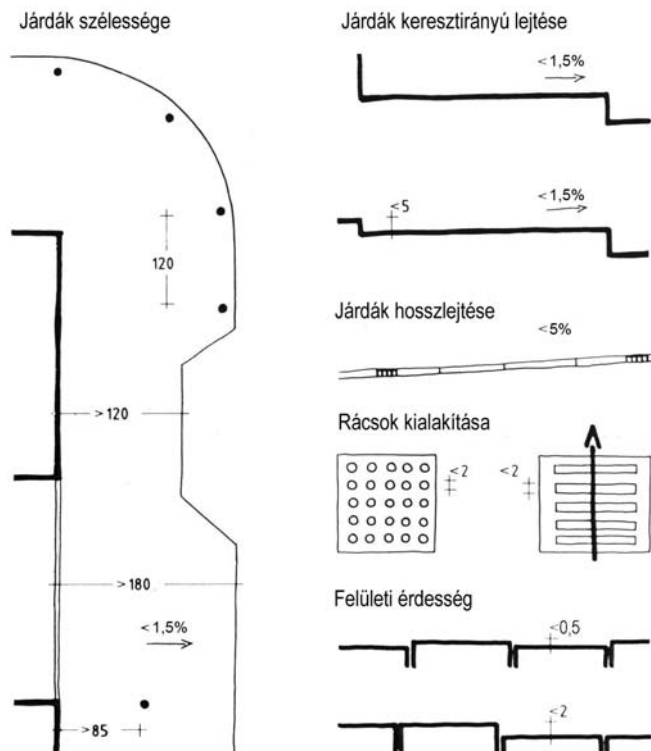 Járdák szélessége
120
>120
>180
<1,5%
>85
Járdák keresztirányú lejtése
<1,5%
<5
<1,5%
Járdák hosszlejtése
<5%
Rácsok kialakítása
<2
<2
Felületi érdesség
<0,5
<2